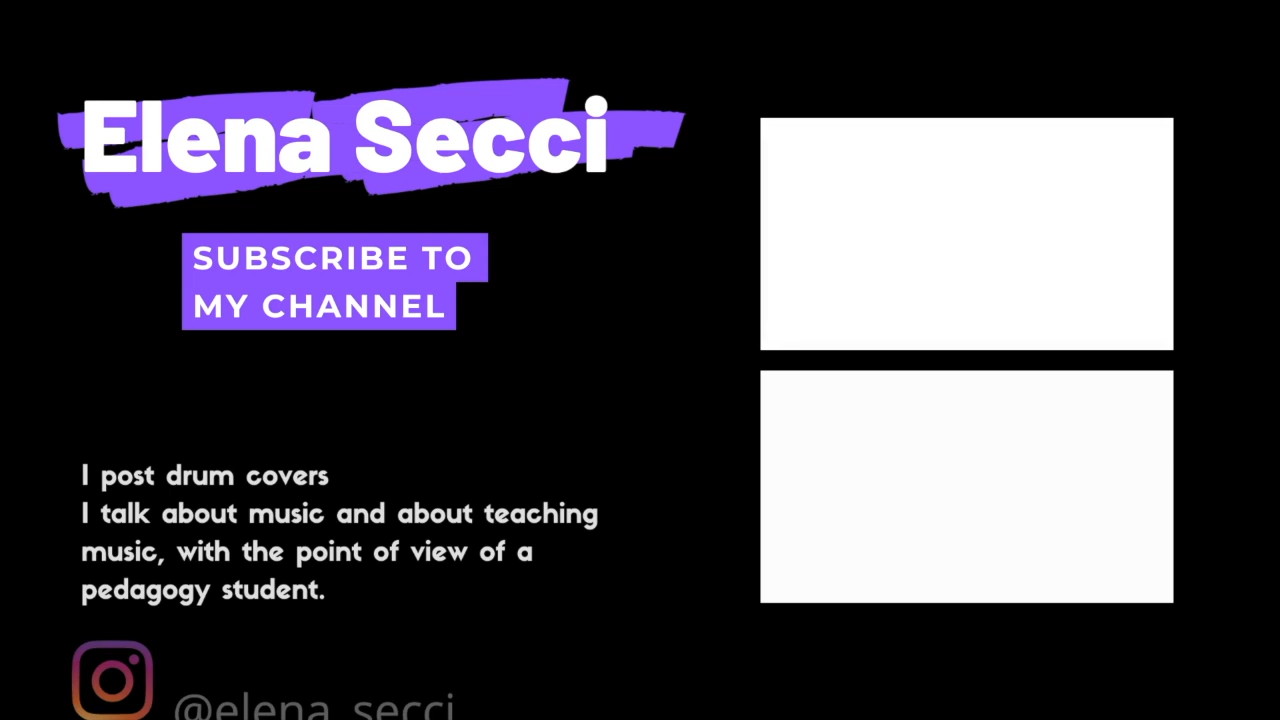 Elena Secci
SUBSCRIBE TO
MY CHANNEL
I post drum covers
I talk about music and about teaching
music, with the point of view of a
pedagogy student.
@elena_secci